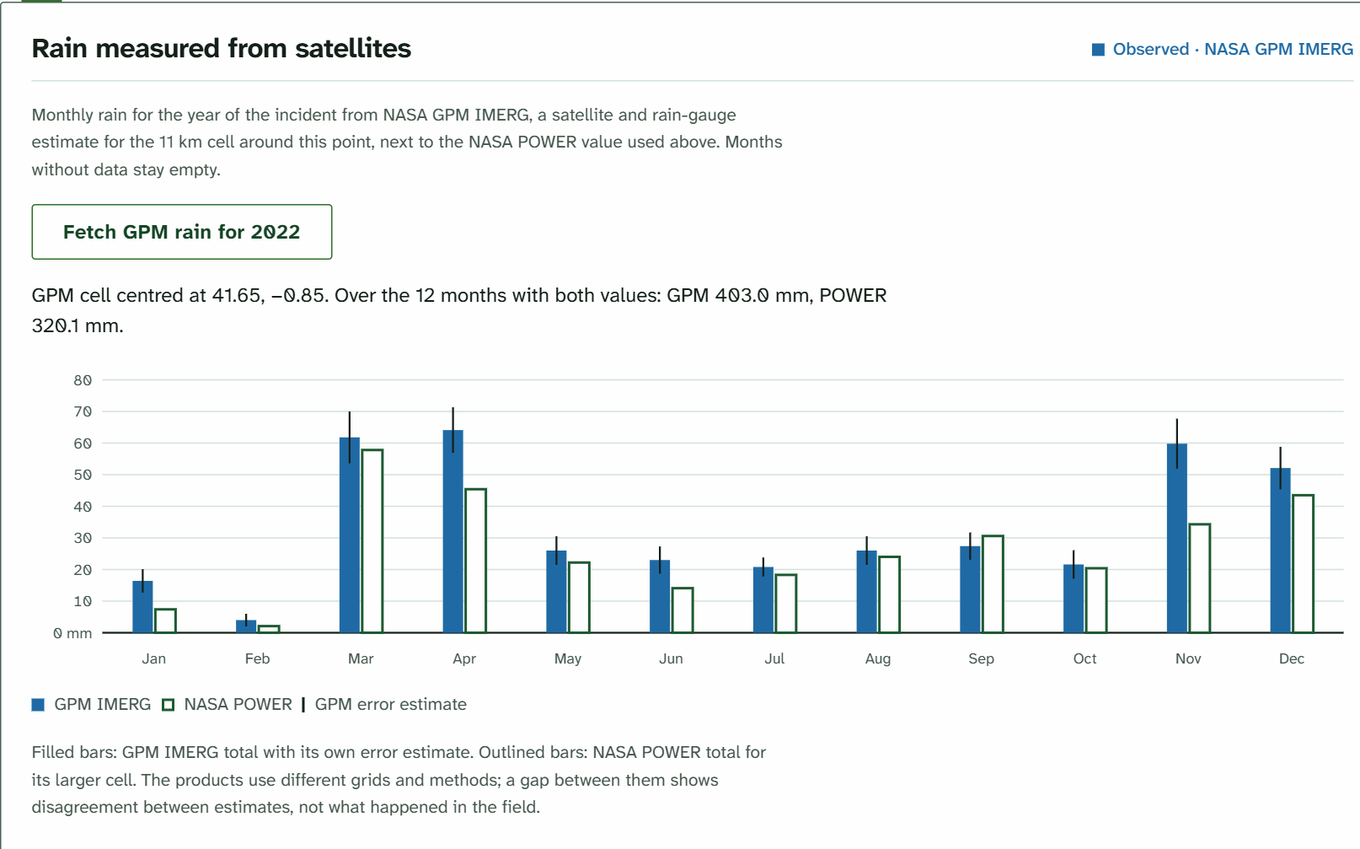 Rain measured from satellites
Observed · NASA GPM IMERG
Monthly rain for the year of the incident from NASA GPM IMERG, a satellite and rain-gauge
estimate for the 11 km cell around this point, next to the NASA POWER value used above. Months
without data stay empty.
Fetch GPM rain for 2022
GPM cell centred at 41.65, −0.85. Over the 12 months with both values: GPM 403.0 mm, POWER
320.1 mm.
80
70
60
50
40
30
20
10
0 mm
Jan Feb Mar Apr May Jun Jul Aug Sep Oct Nov Dec
GPM IMERG NASA POWER GPM error estimate
Filled bars: GPM IMERG total with its own error estimate. Outlined bars: NASA POWER total for
its larger cell. The products use different grids and methods; a gap between them shows
disagreement between estimates, not what happened in the field.